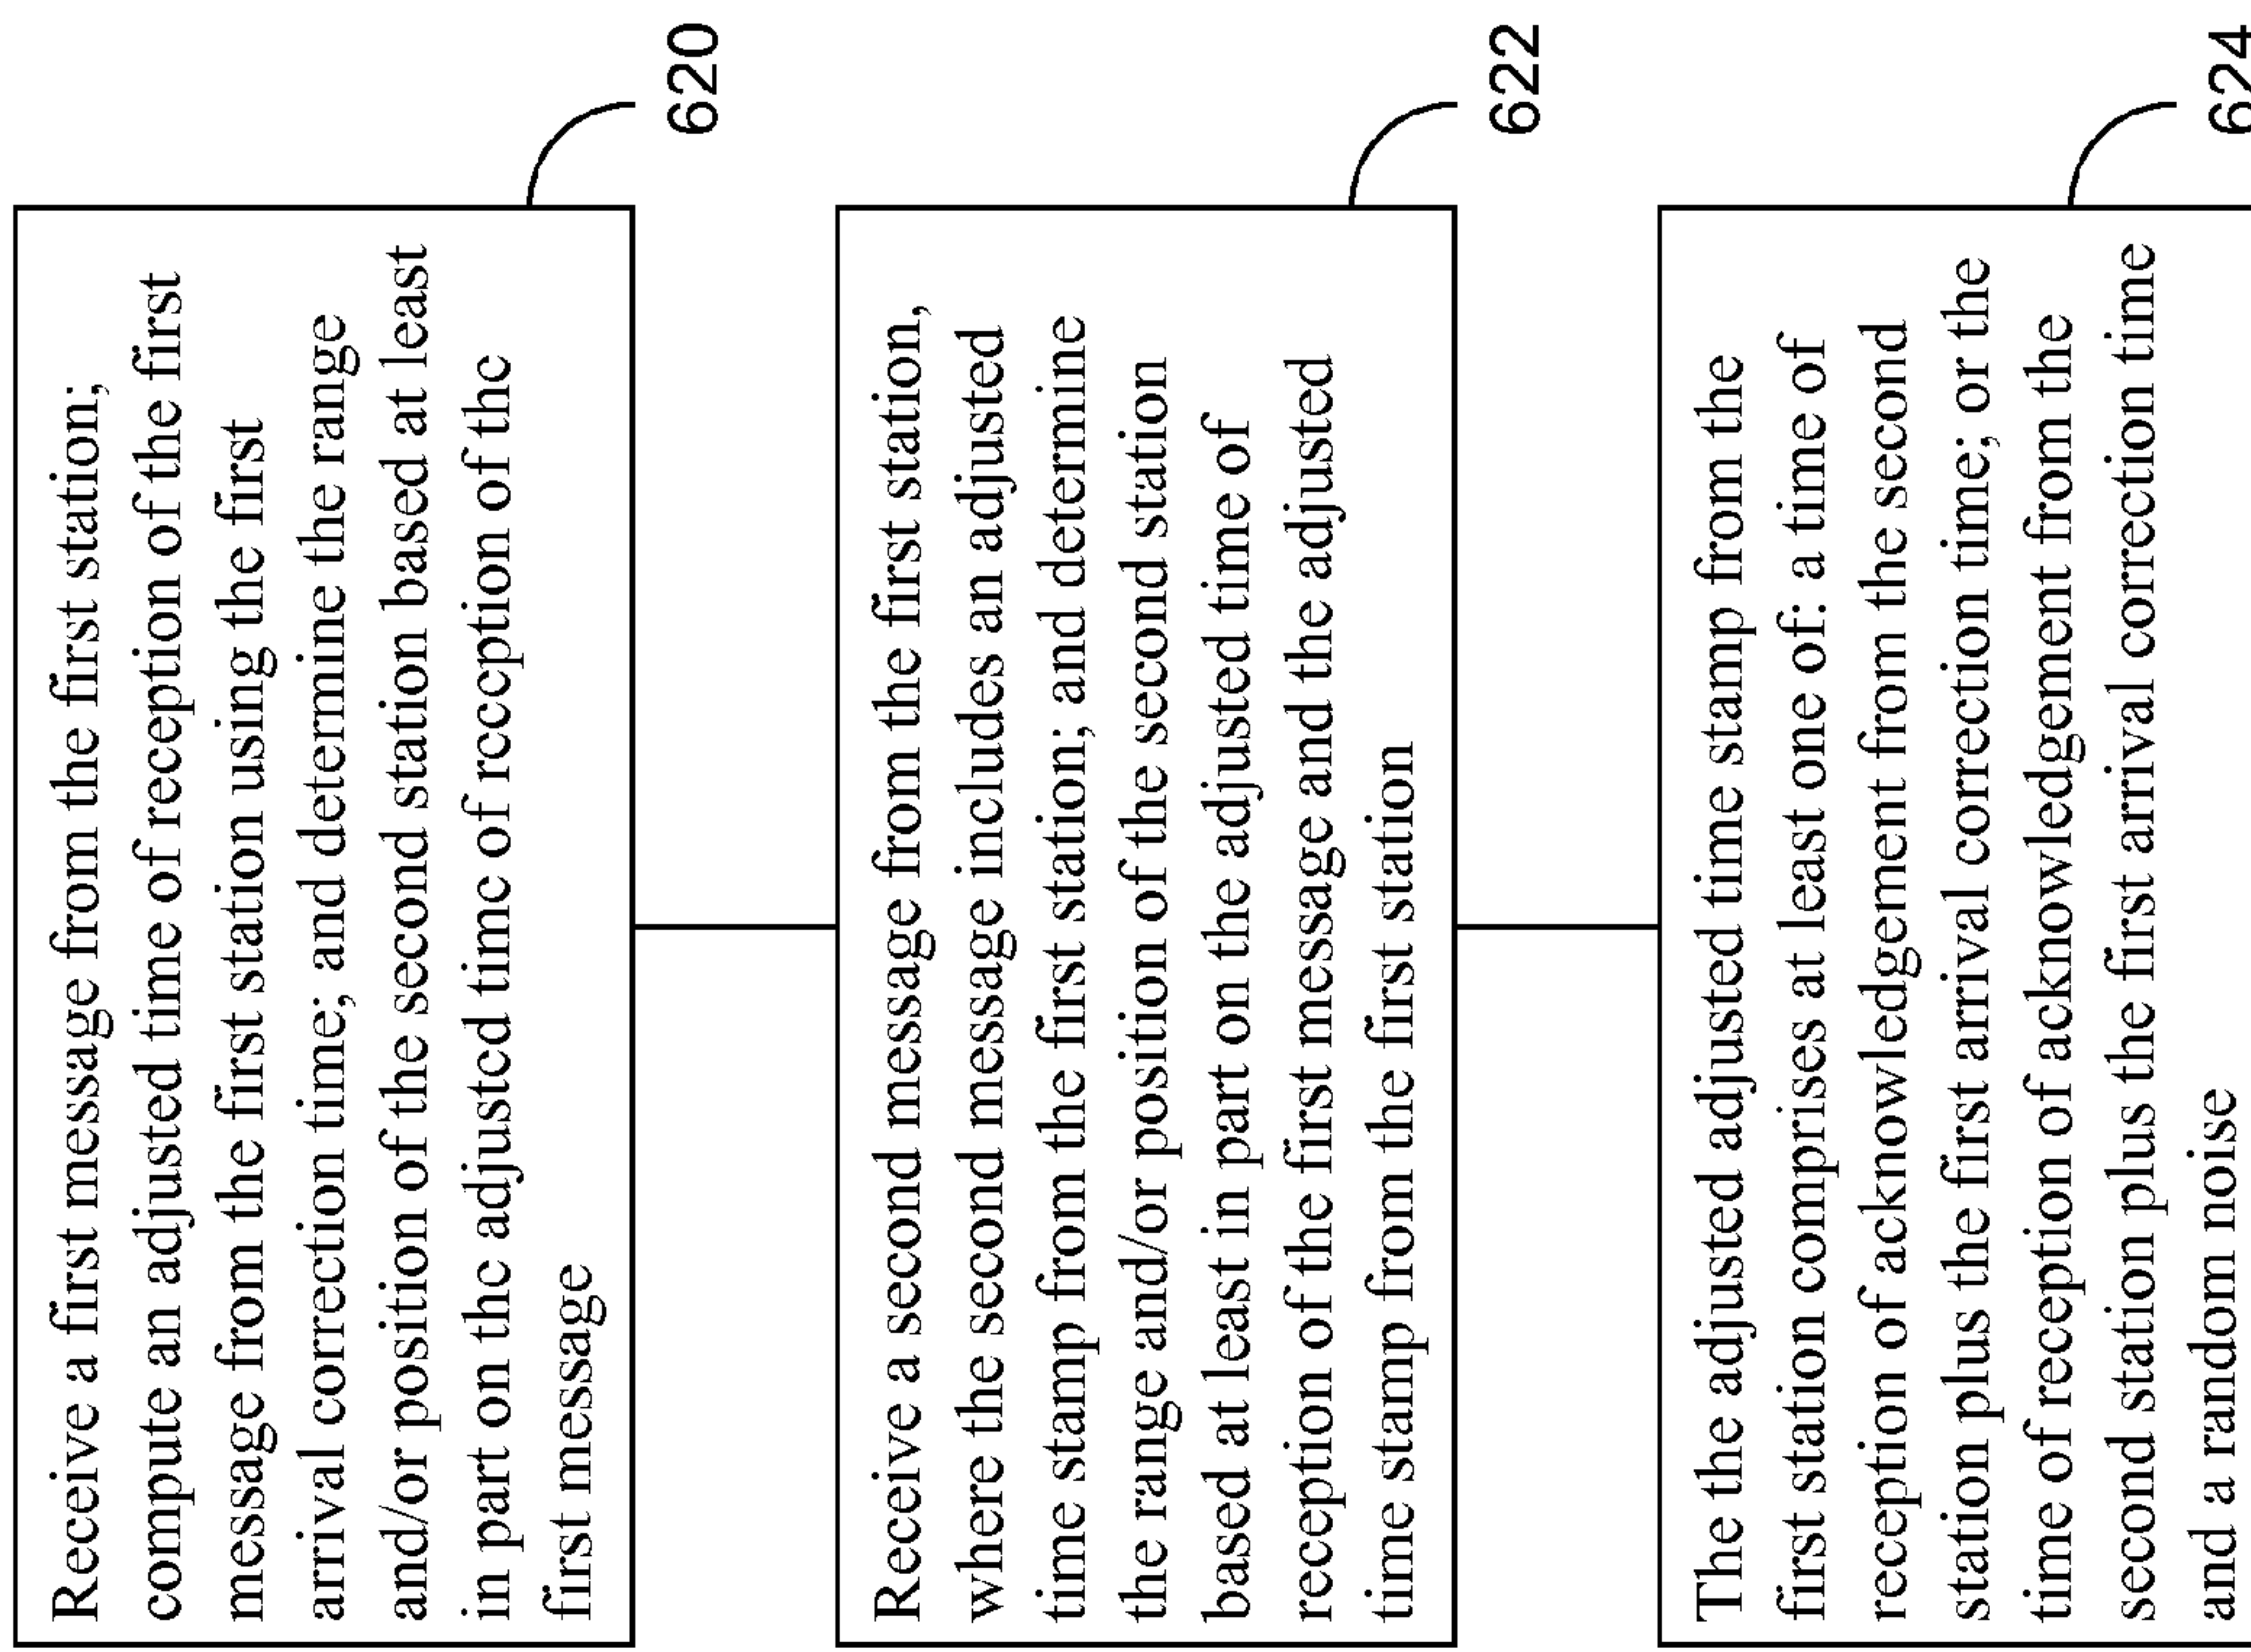 Receive a first message from the first station;
compute an adjusted time of reception of the first
message from the first station using the first
arrival correction time; and determine the range
and/or position of the second station based at least
in part on the adjusted time of reception of the
first message
620
Receive a second message from the first station,
where the second message includes an adjusted
time stamp from the first station; and determine
the range and/or position of the second station
based at least in part on the adjusted time of
reception of the first message and the adjusted
time stamp from the first station
622
The the adjusted adjusted time stamp from the
first station comprises at least one of: a time of
reception of acknowledgement from the second
station plus the first arrival correction time; or the
time of reception of acknowledgement from the
second station plus the first arrival correction time
and a random noise
624